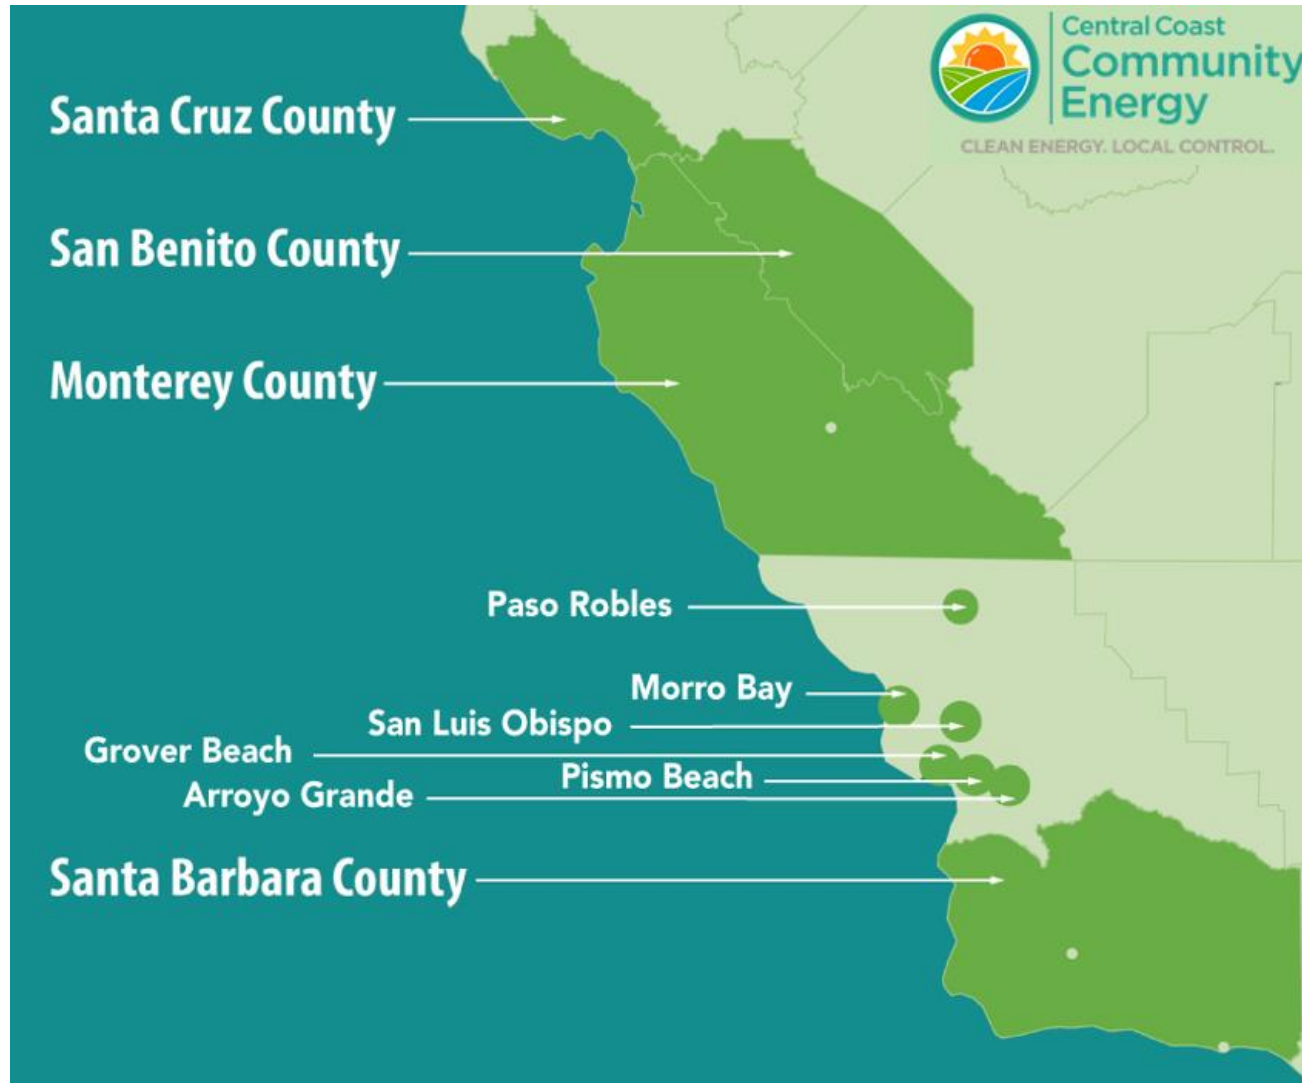 Central Coast
Community
Energy
CLEAN ENERGY. LOCAL CONTROL.
Santa Cruz County
San Benito County
Monterey County
Paso Robles
Morro Bay
San Luis Obispo
Grover Beach
Pismo Beach
Arroyo Grande
Santa Barbara County